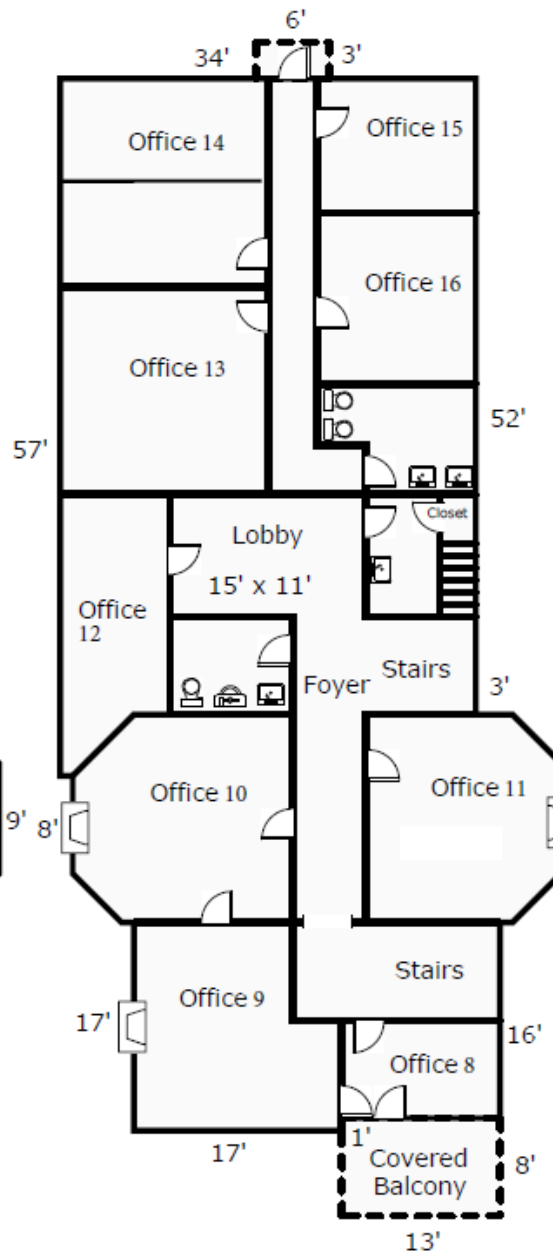 6'
34'
3'
Office 14
Office 15
Office 16
Office 13
57'
52'
Closet
Lobby
15' x 11'
Office
12
Foyer
Stairs
3'
Office 10
Office 11
9'
8'
Stairs
Office 9
17'
16'
Office 8
17'
1'
Covered
Balcony
8'
13'